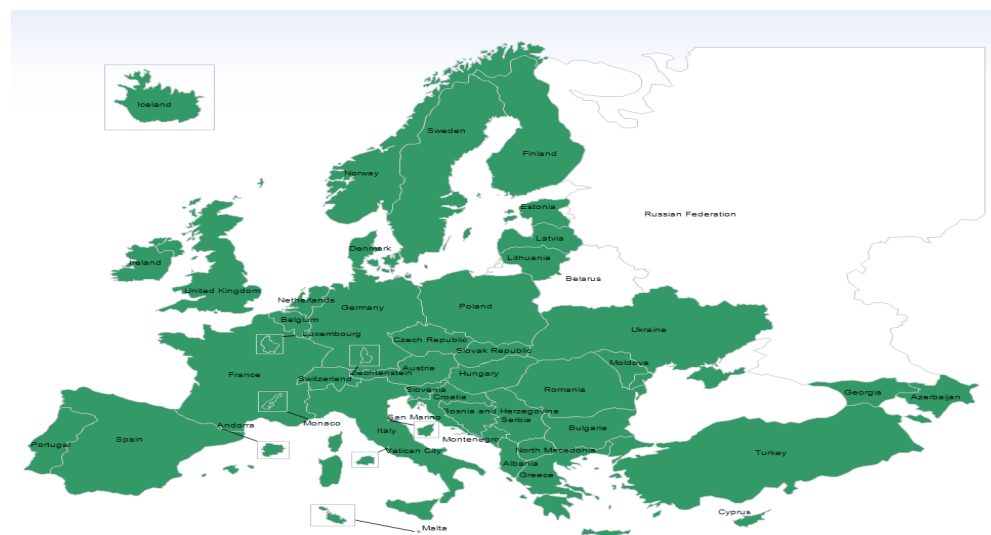 Iceland
Sweden
Finland
Norway
Estonia
Russian Federation
Latvia
Denmark
Lithuania
Ireland
Belarus
United Kingdom
Netherlands
Germany
Poland
Belgium
Ukraine
Luxembourg
Czech Republic
Slovak Republic
Moldova
Austria
Liechtenstein
Hungary
France
Switzerland
Slovenia
Romania
Georgia
Croatia
Azerbaijan
Bosnia and Herzegovina
San Marino
Serbia
Monaco
Andorra
Bulgaria
Italy
Spain
Montenegro
Portugal
Vatican City
North Mecedonia
Turkey
Albania
Greece
Cyprus
Malta